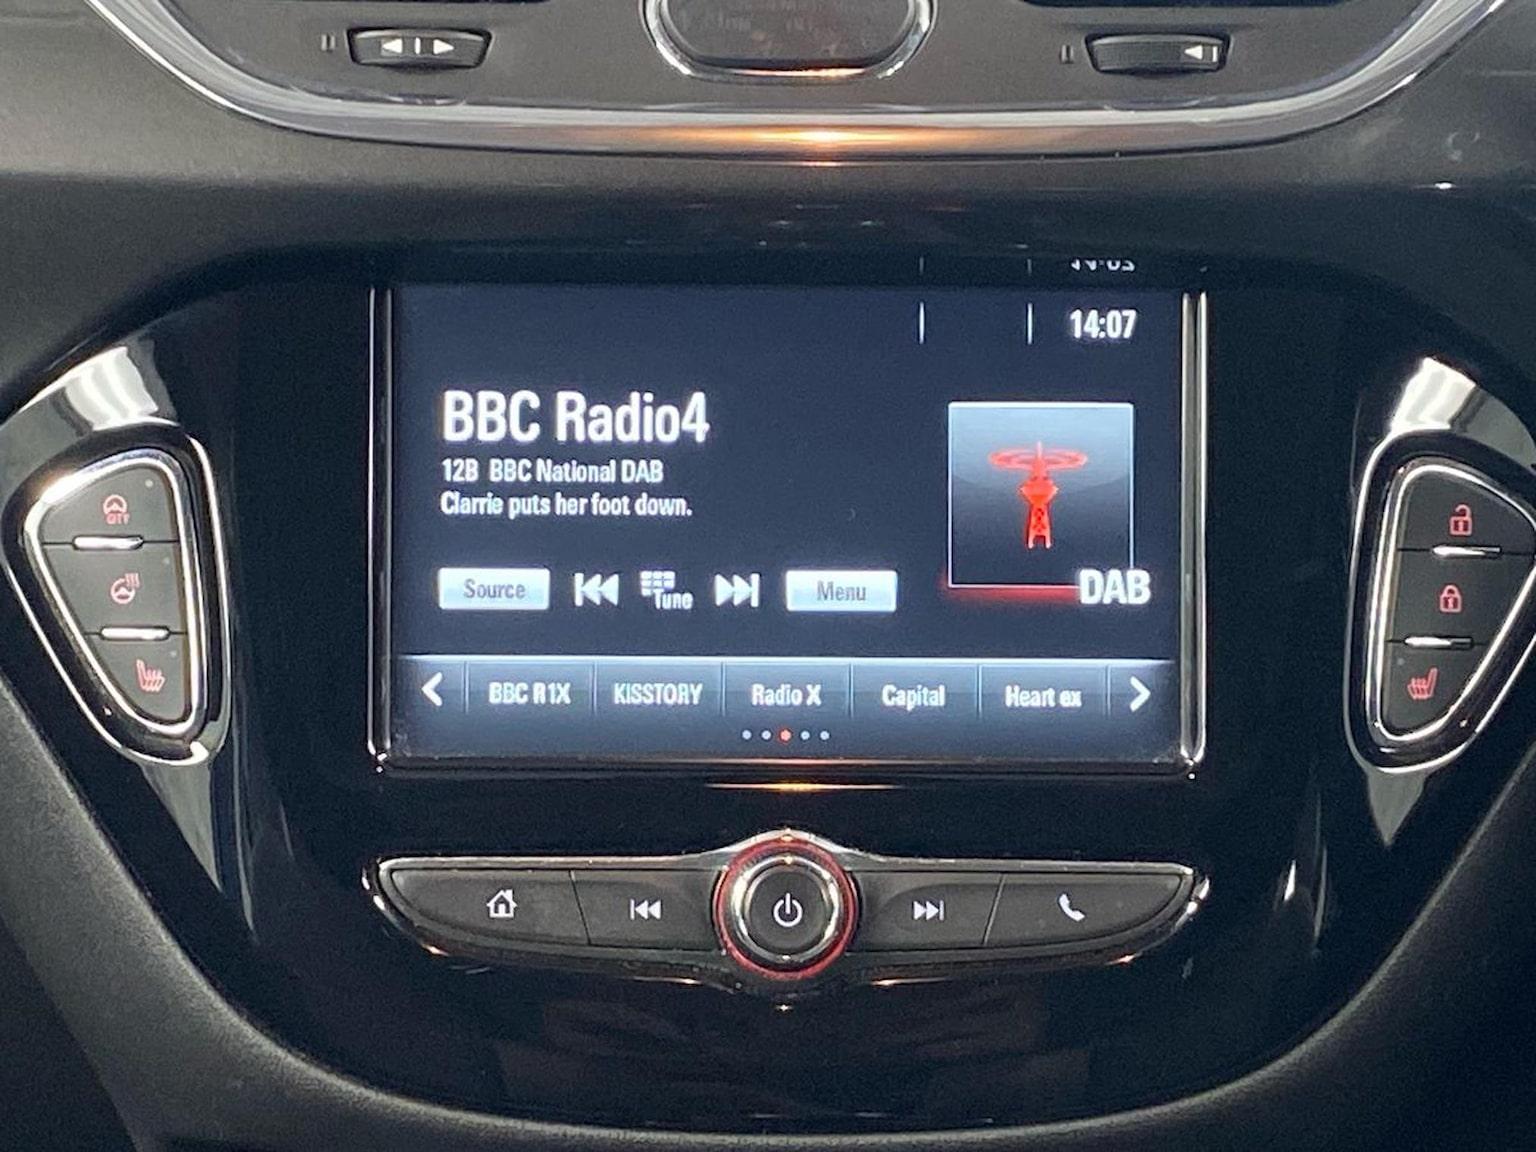 14:07
BBC Radio4
12B BBC National DAB
Clarrie puts her foot down.
Source
Tune
Menu
DAB
BBC R1X
KISSTORY
Radio X
Capital
Heart ex
CITY